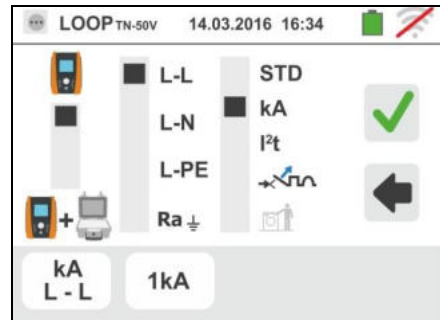 LOOP TN-50V 14.03.2016 16:34
L-L STD
L-N kA
L-PE I²t
Ra
kA
L - L
1kA